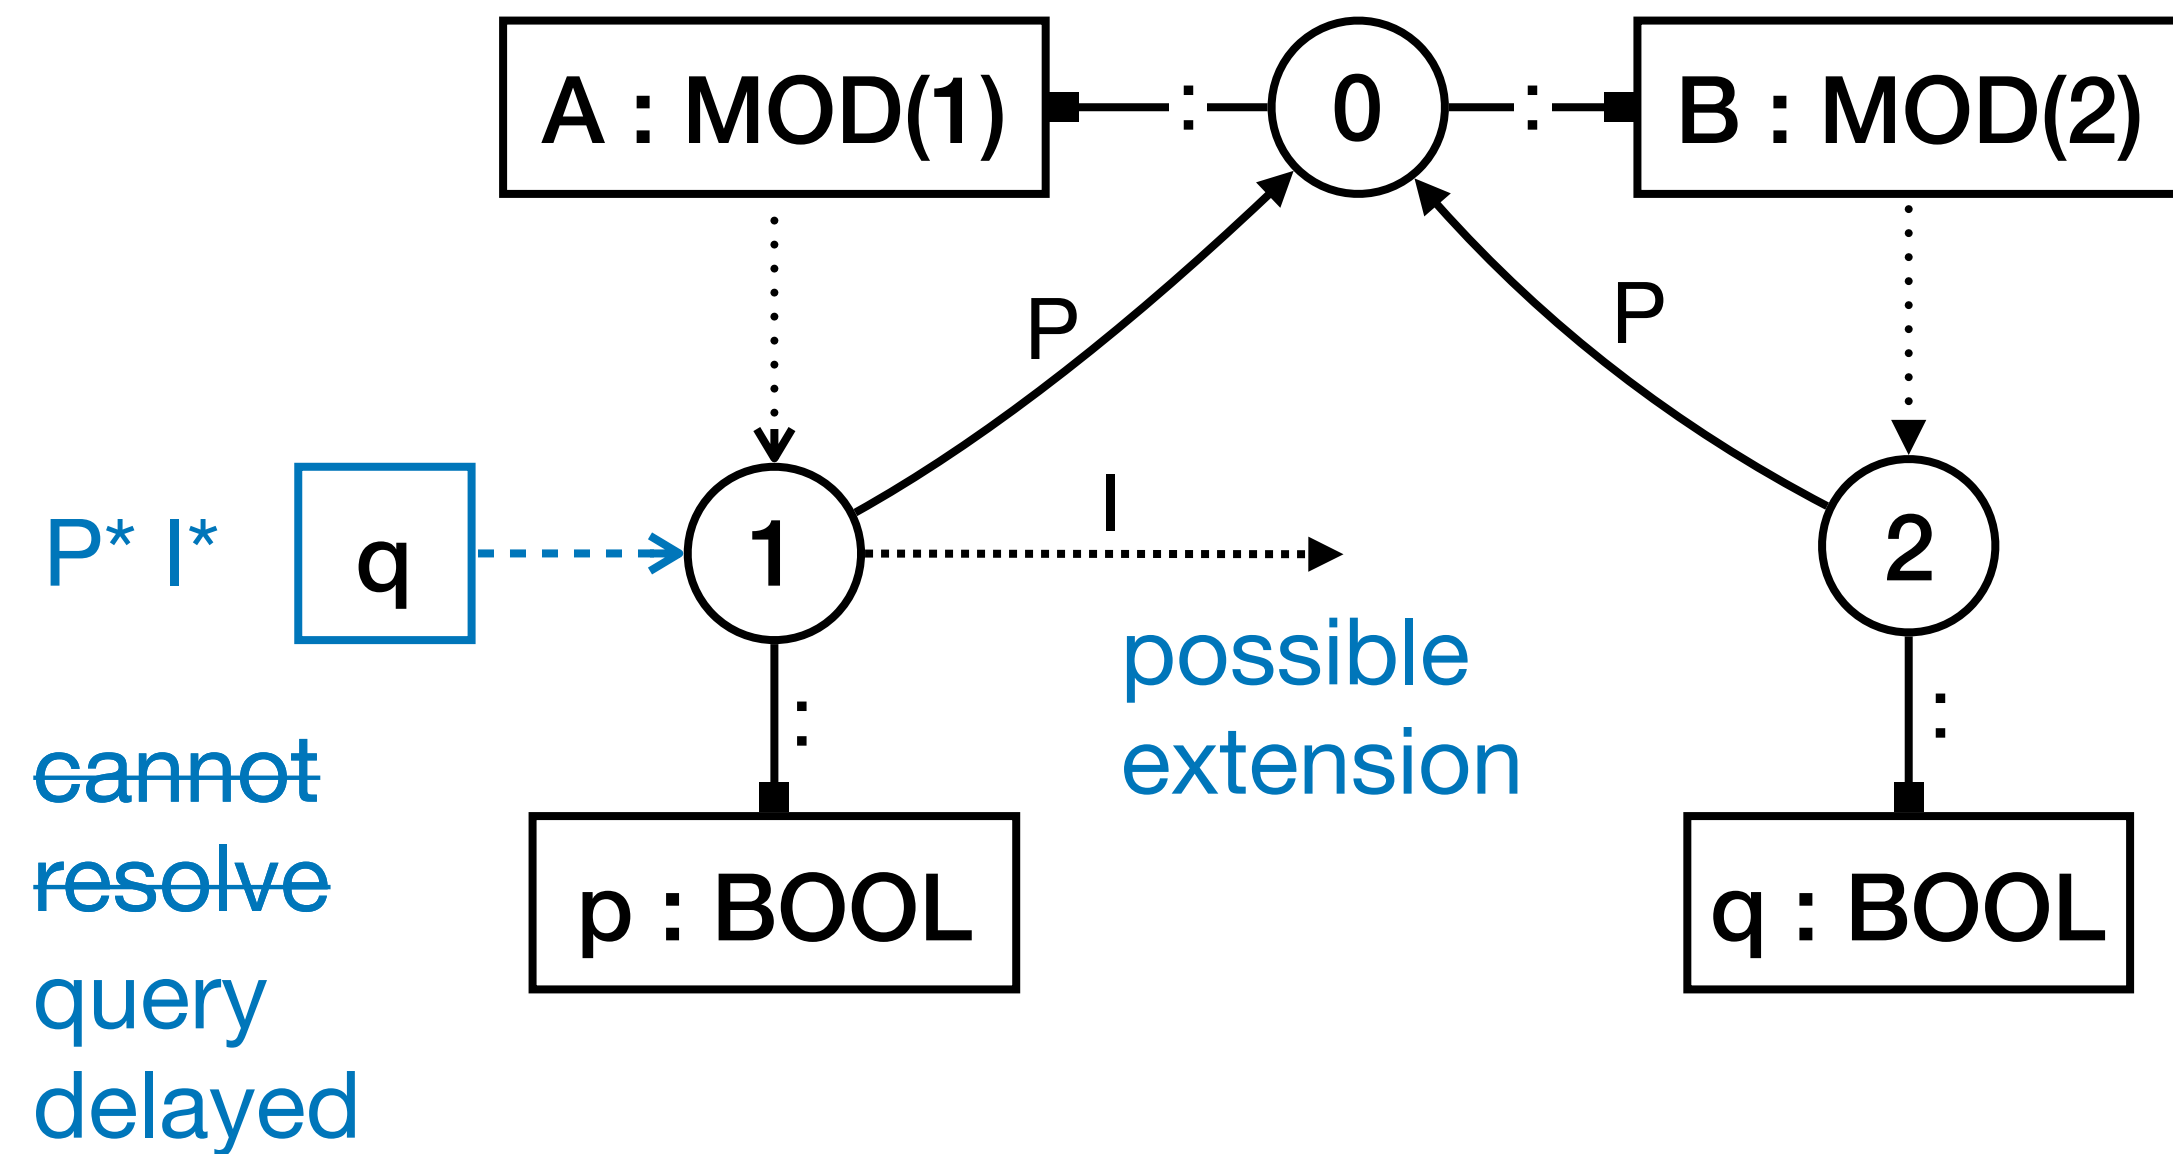 A : MOD(1)
:
0
:
B : MOD(2)
P
P
I
P* I*
q
1
2
possible
extension
:
:
cannot
resolve
query
delayed
p : BOOL
q : BOOL